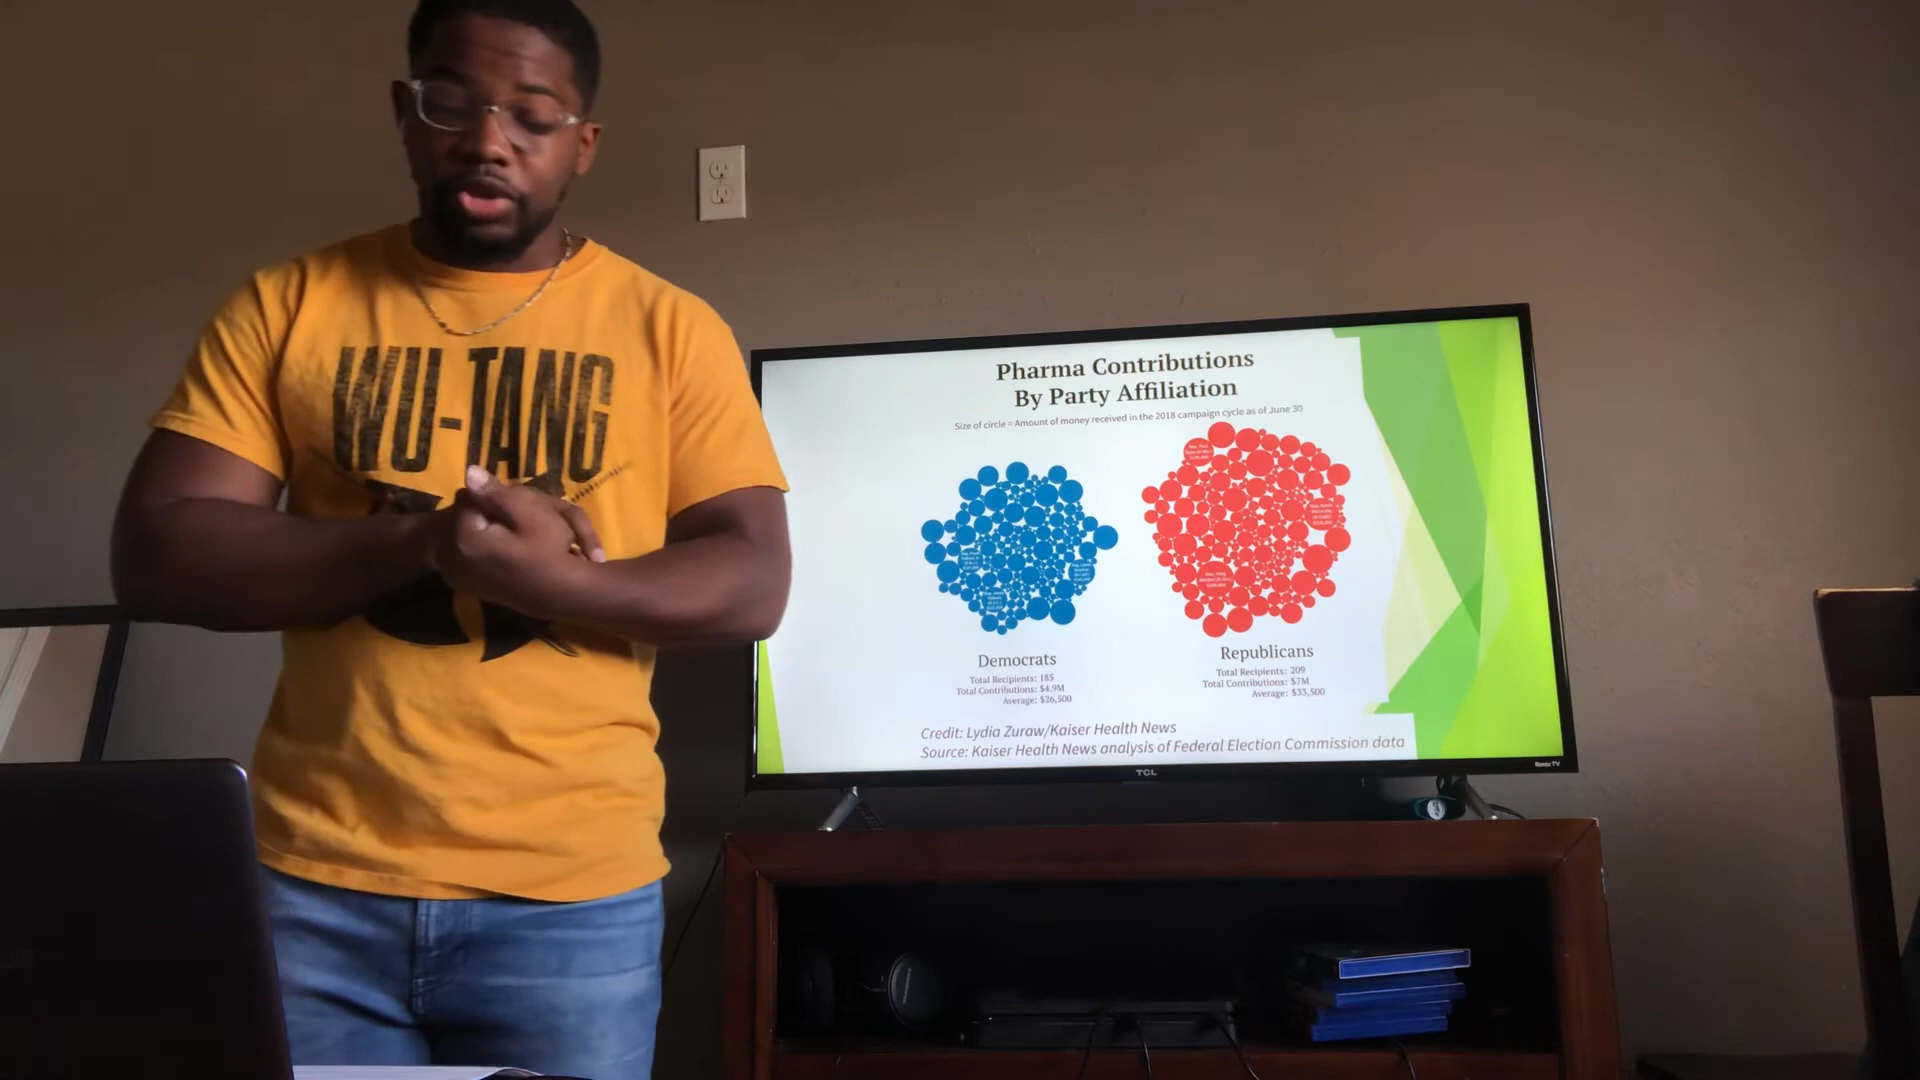 WU-TANG
Pharma Contributions
By Party Affiliation
Size of circle = Amount of money received in the 2018 campaign cycle as of June 30
Democrats
Total Recipients: 185
Total Contributions: $4.9M
Average: $26,500
Republicans
Total Recipients: 209
Total Contributions: $7M
Average: $33,500
Credit: Lydia Zuraw/Kaiser Health News
Source: Kaiser Health News analysis of Federal Election Commission data
TCL
Roku TV